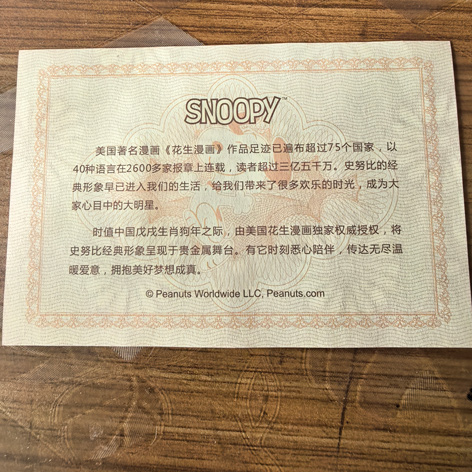 SNOOPY™
美国著名漫画《花生漫画》作品足迹已遍布超过75个国家，以
40种语言在2600多家报章上连载，读者超过三亿五千万。史努比的经
典形象早已进入我们的生活，给我们带来了很多欢乐的时光，成为大
家心目中的大明星。
时值中国戊戌生肖狗年之际，由美国花生漫画独家权威授权，将
史努比经典形象呈现于贵金属舞台。有它时刻悉心陪伴，传达无尽温
暖爱意，拥抱美好梦想成真。
© Peanuts Worldwide LLC, Peanuts.com